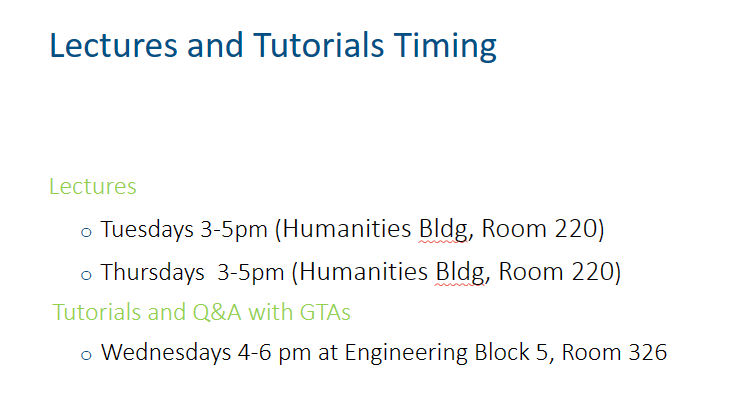 Lectures and Tutorials Timing
Lectures
o Tuesdays 3-5pm (Humanities Bldg, Room 220)
o Thursdays  3-5pm (Humanities Bldg, Room 220)
Tutorials and Q&A with GTAs
o Wednesdays 4-6 pm at Engineering Block 5, Room 326